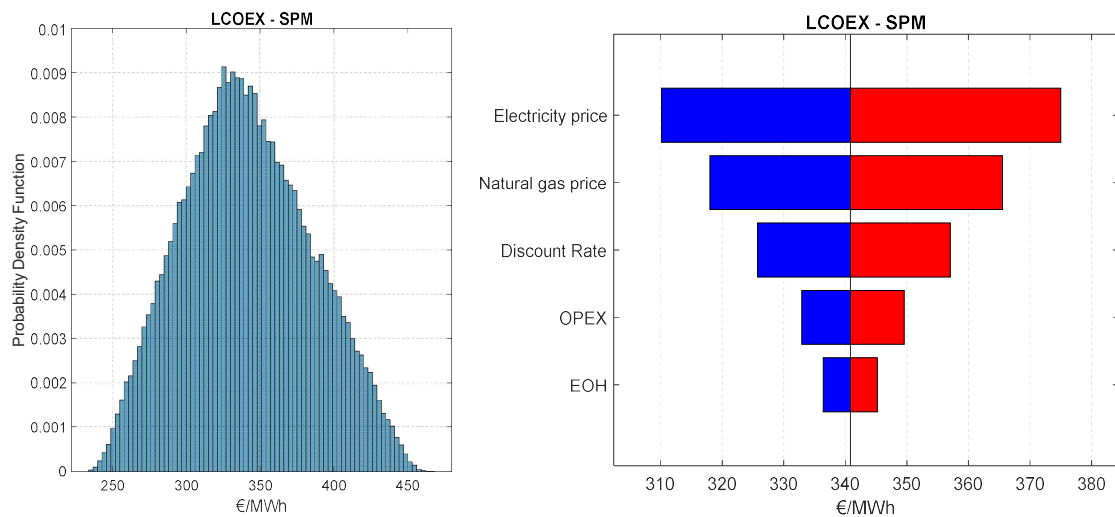 LCOEX - SPM
0.01
0.009
0.008
0.007
0.006
0.005
0.004
0.003
0.002
0.001
0
Probability Density Function
250 300 350 400 450
€/MWh
LCOEX - SPM
Electricity price
Natural gas price
Discount Rate
OPEX
EOH
310 320 330 340 350 360 370 380
€/MWh